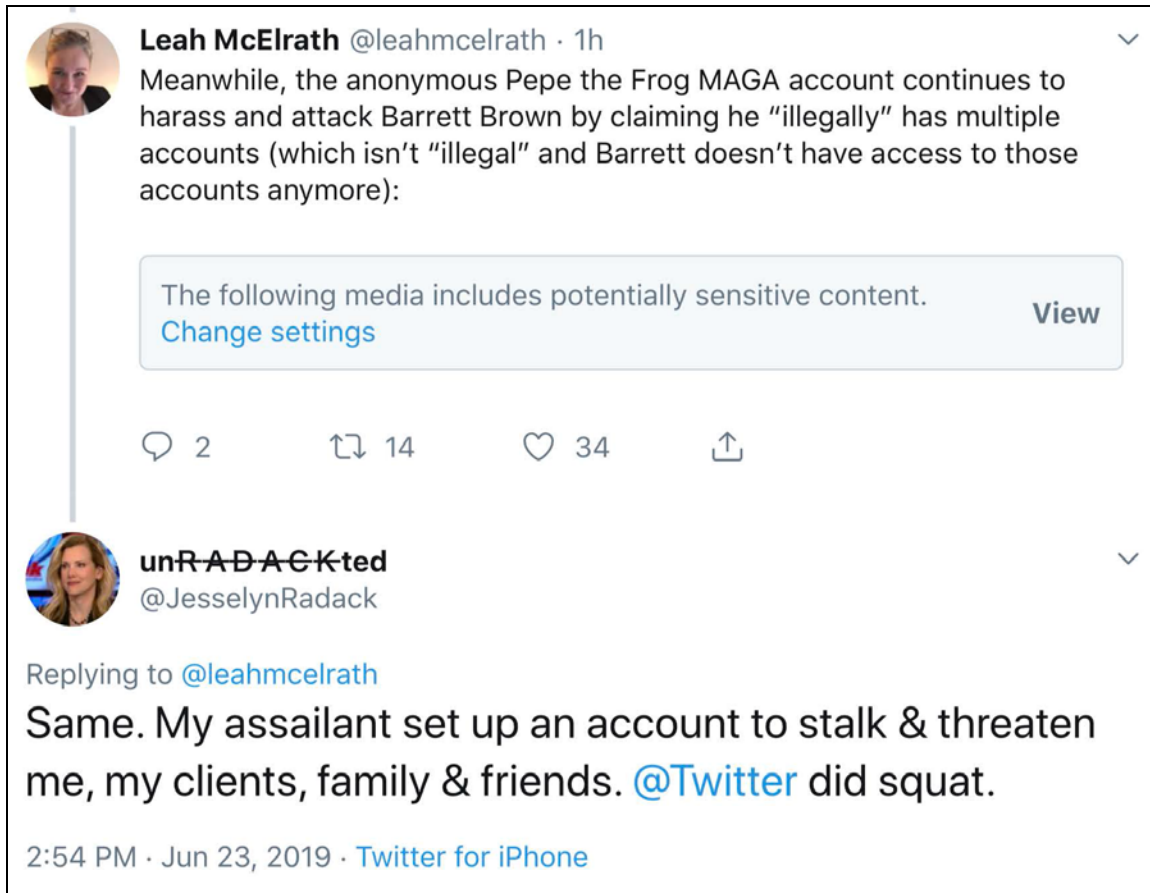 Leah McElrath @leahmcelrath · 1h
Meanwhile, the anonymous Pepe the Frog MAGA account continues to
harass and attack Barrett Brown by claiming he “illegally” has multiple
accounts (which isn’t “illegal” and Barrett doesn’t have access to those
accounts anymore):
The following media includes potentially sensitive content.
Change settings
View
2 14 34
unRADACKted
@JesselynRadack
Replying to @leahmcelrath
Same. My assailant set up an account to stalk & threaten
me, my clients, family & friends. @Twitter did squat.
2:54 PM · Jun 23, 2019 · Twitter for iPhone